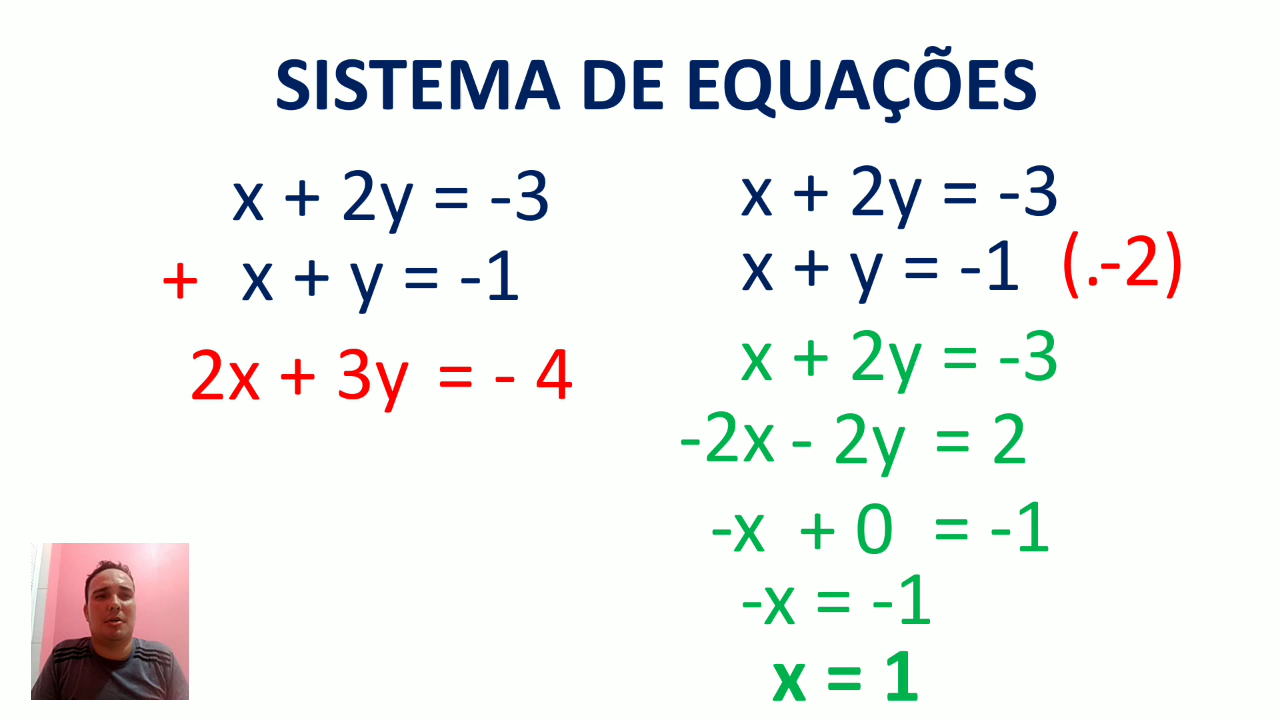 SISTEMA DE EQUAÇÕES
x + 2y = -3
+ x + y = -1
2x + 3y = - 4
x + 2y = -3
x + y = -1 (.-2)
x + 2y = -3
-2x - 2y = 2
-x + 0 = -1
-x = -1
x = 1